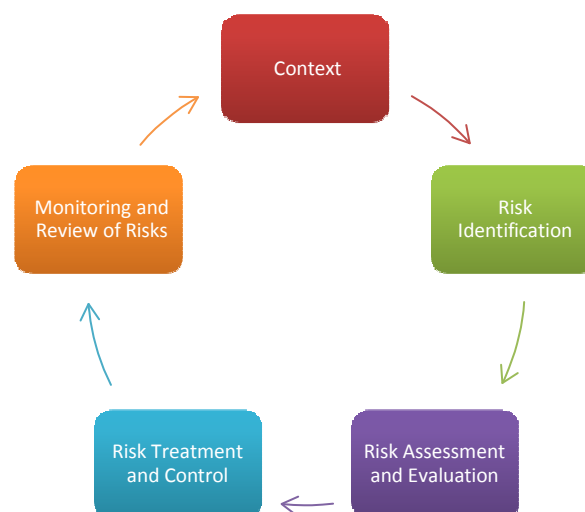 Context
Risk
Identification
Risk Assessment
and Evaluation
Risk Treatment
and Control
Monitoring and
Review of Risks